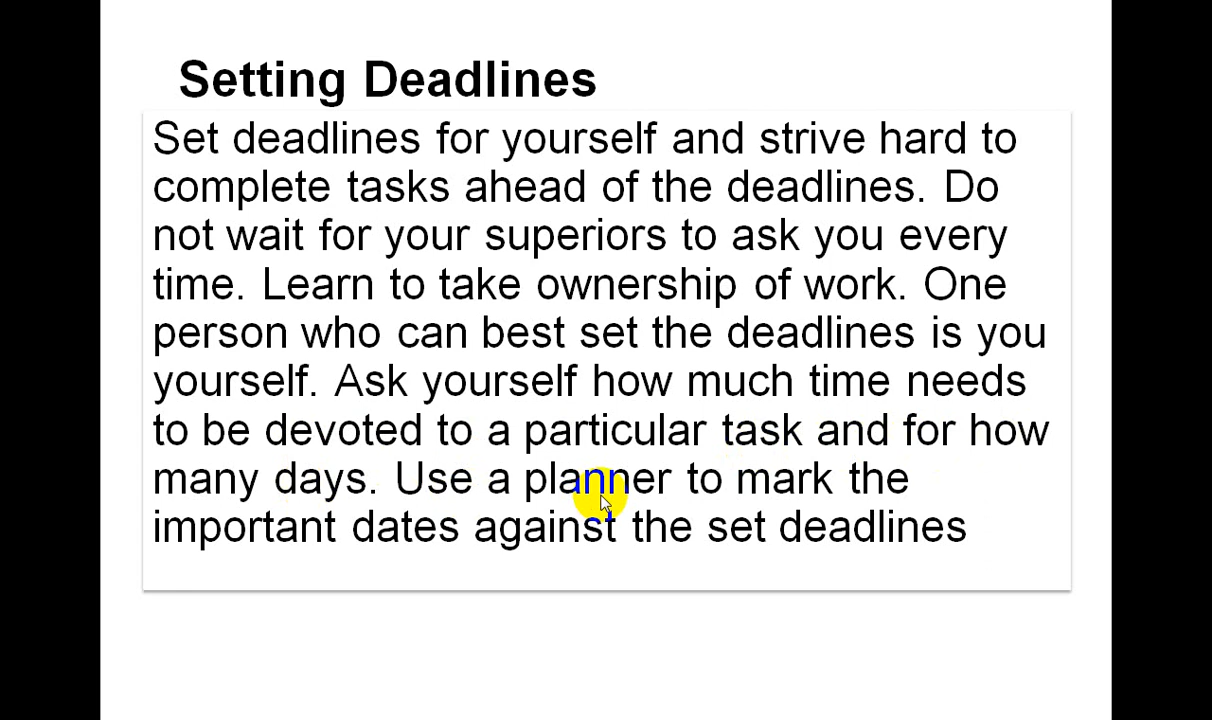 Setting Deadlines
Set deadlines for yourself and strive hard to
complete tasks ahead of the deadlines. Do
not wait for your superiors to ask you every
time. Learn to take ownership of work. One
person who can best set the deadlines is you
yourself. Ask yourself how much time needs
to be devoted to a particular task and for how
many days. Use a planner to mark the
important dates against the set deadlines